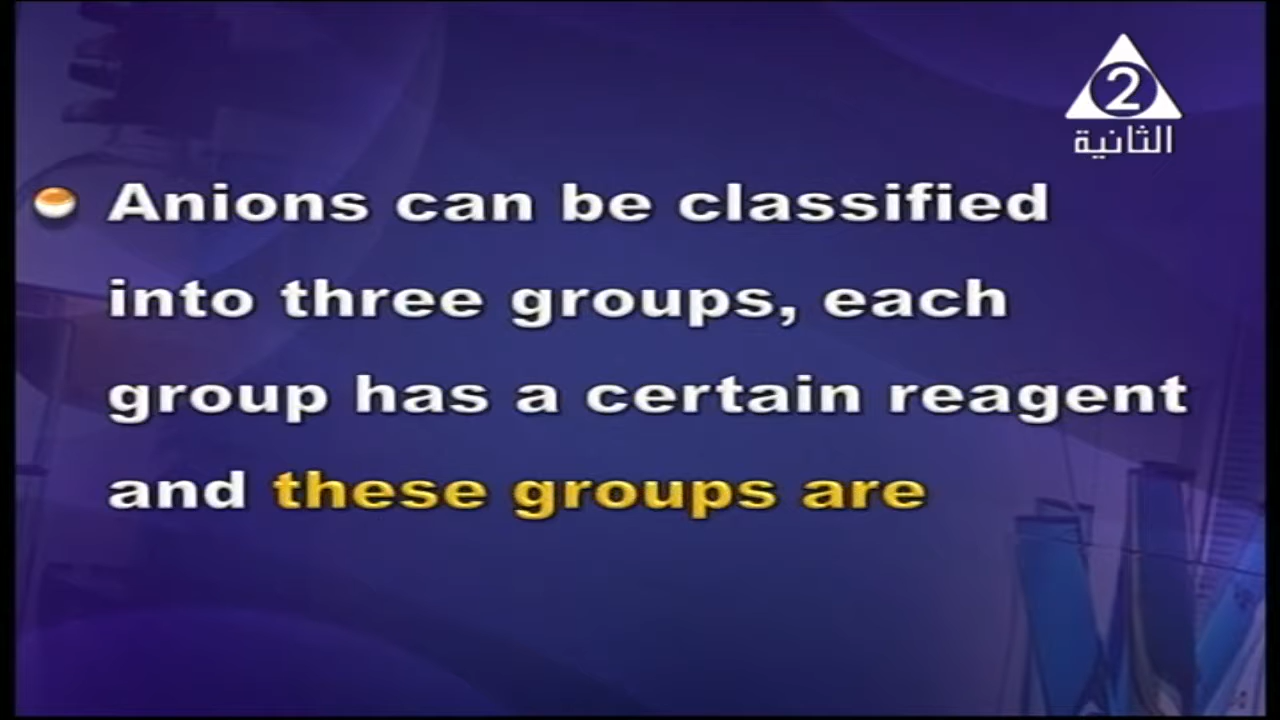 2
الثانية
Anions can be classified
into three groups, each
group has a certain reagent
and these groups are